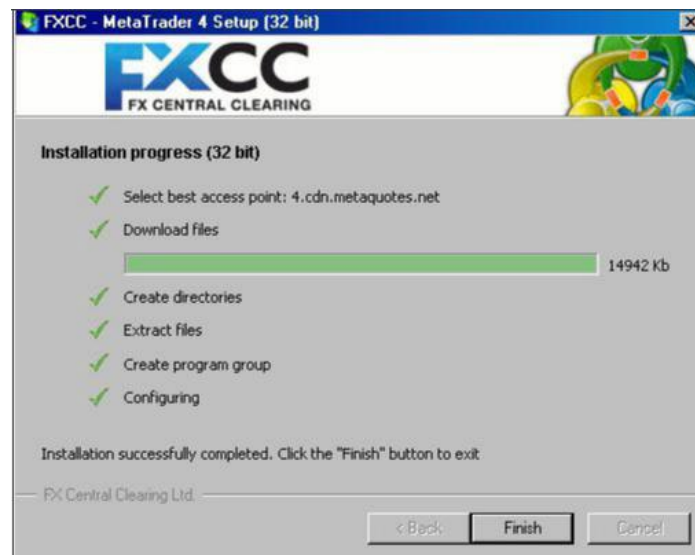 FXCC - MetaTrader 4 Setup (32 bit)
FXCC
FX CENTRAL CLEARING
Installation progress (32 bit)
Select best access point: 4.cdn.metaquotes.net
Download files
14942 Kb
Create directories
Extract files
Create program group
Configuring
Installation successfully completed. Click the "Finish" button to exit
FX Central Clearing Ltd.
< Back Finish Cancel